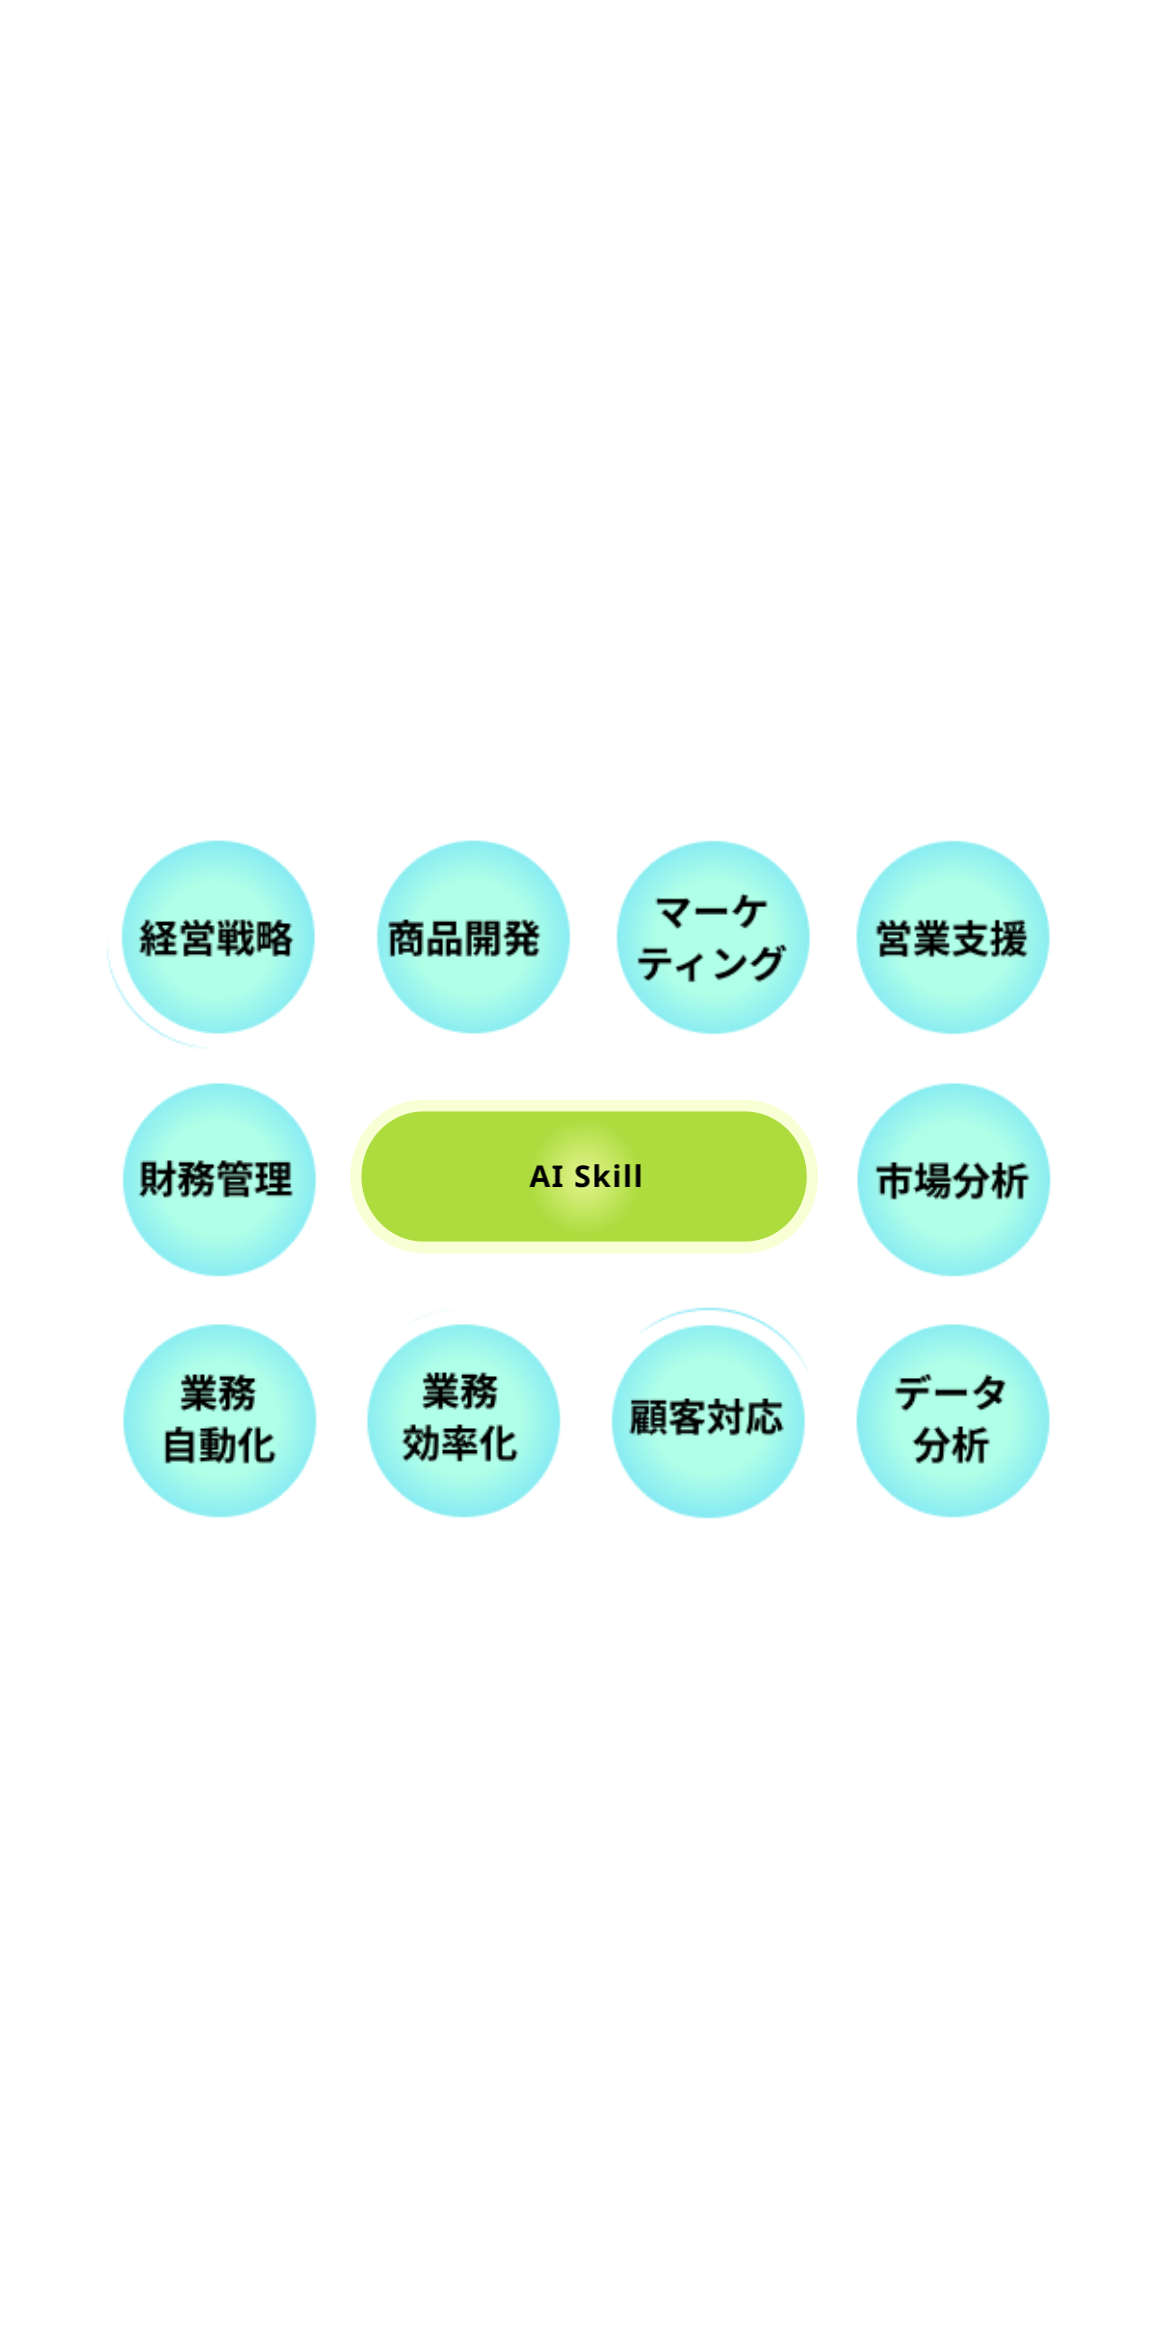 経営戦略
商品開発
マーケ
ティング
営業支援
財務管理
AI Skill
市場分析
業務
自動化
業務
効率化
顧客対応
データ
分析